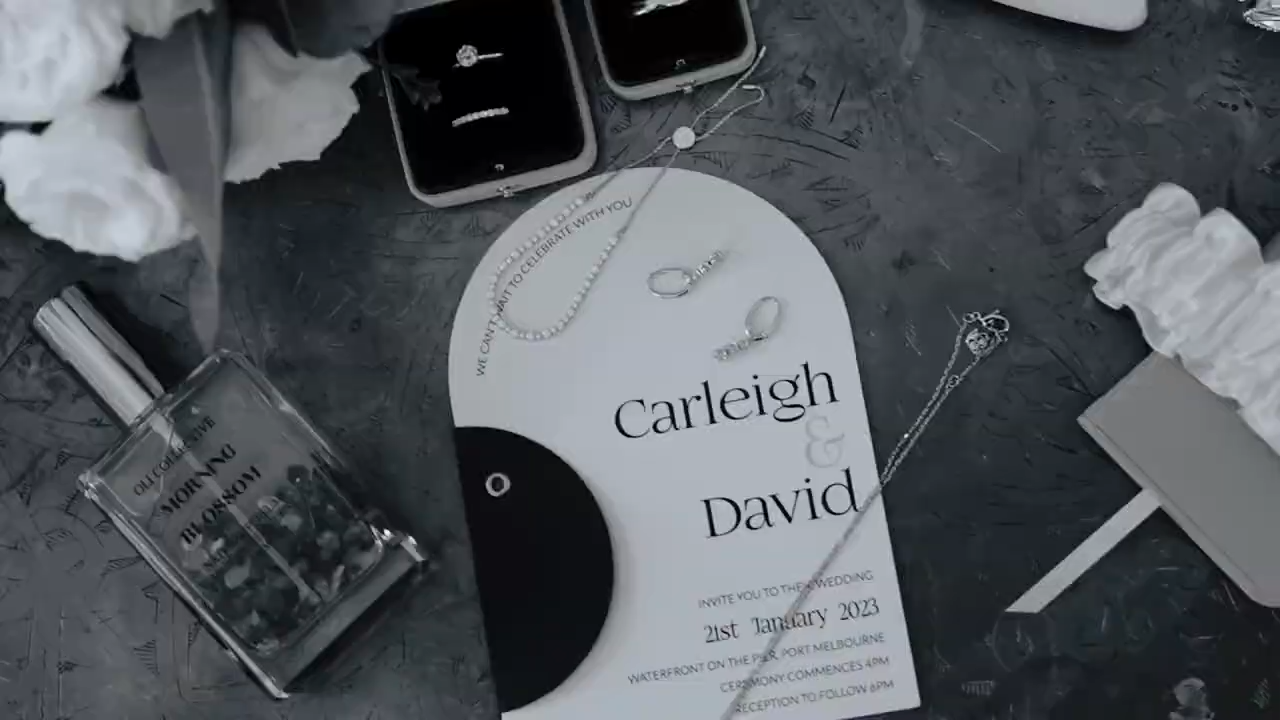 WE CAN'T WAIT TO CELEBRATE WITH YOU
Carleigh
&
David
INVITE YOU TO THEIR WEDDING
21st January 2023
WATERFRONT ON THE PIER, PORT MELBOURNE
CEREMONY COMMENCES 4PM
RECEPTION TO FOLLOW 6PM
OLI COLLECTIVE
MORNING
BLOSSOM